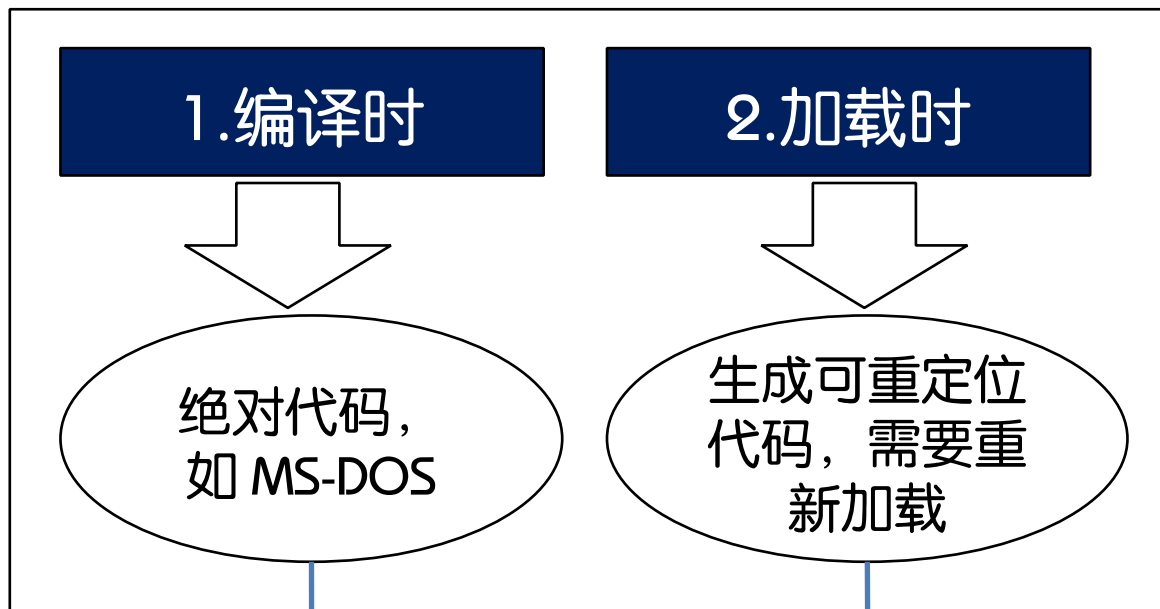 1.编译时
2.加载时
绝对代码，
如 MS-DOS
生成可重定位
代码，需要重
新加载